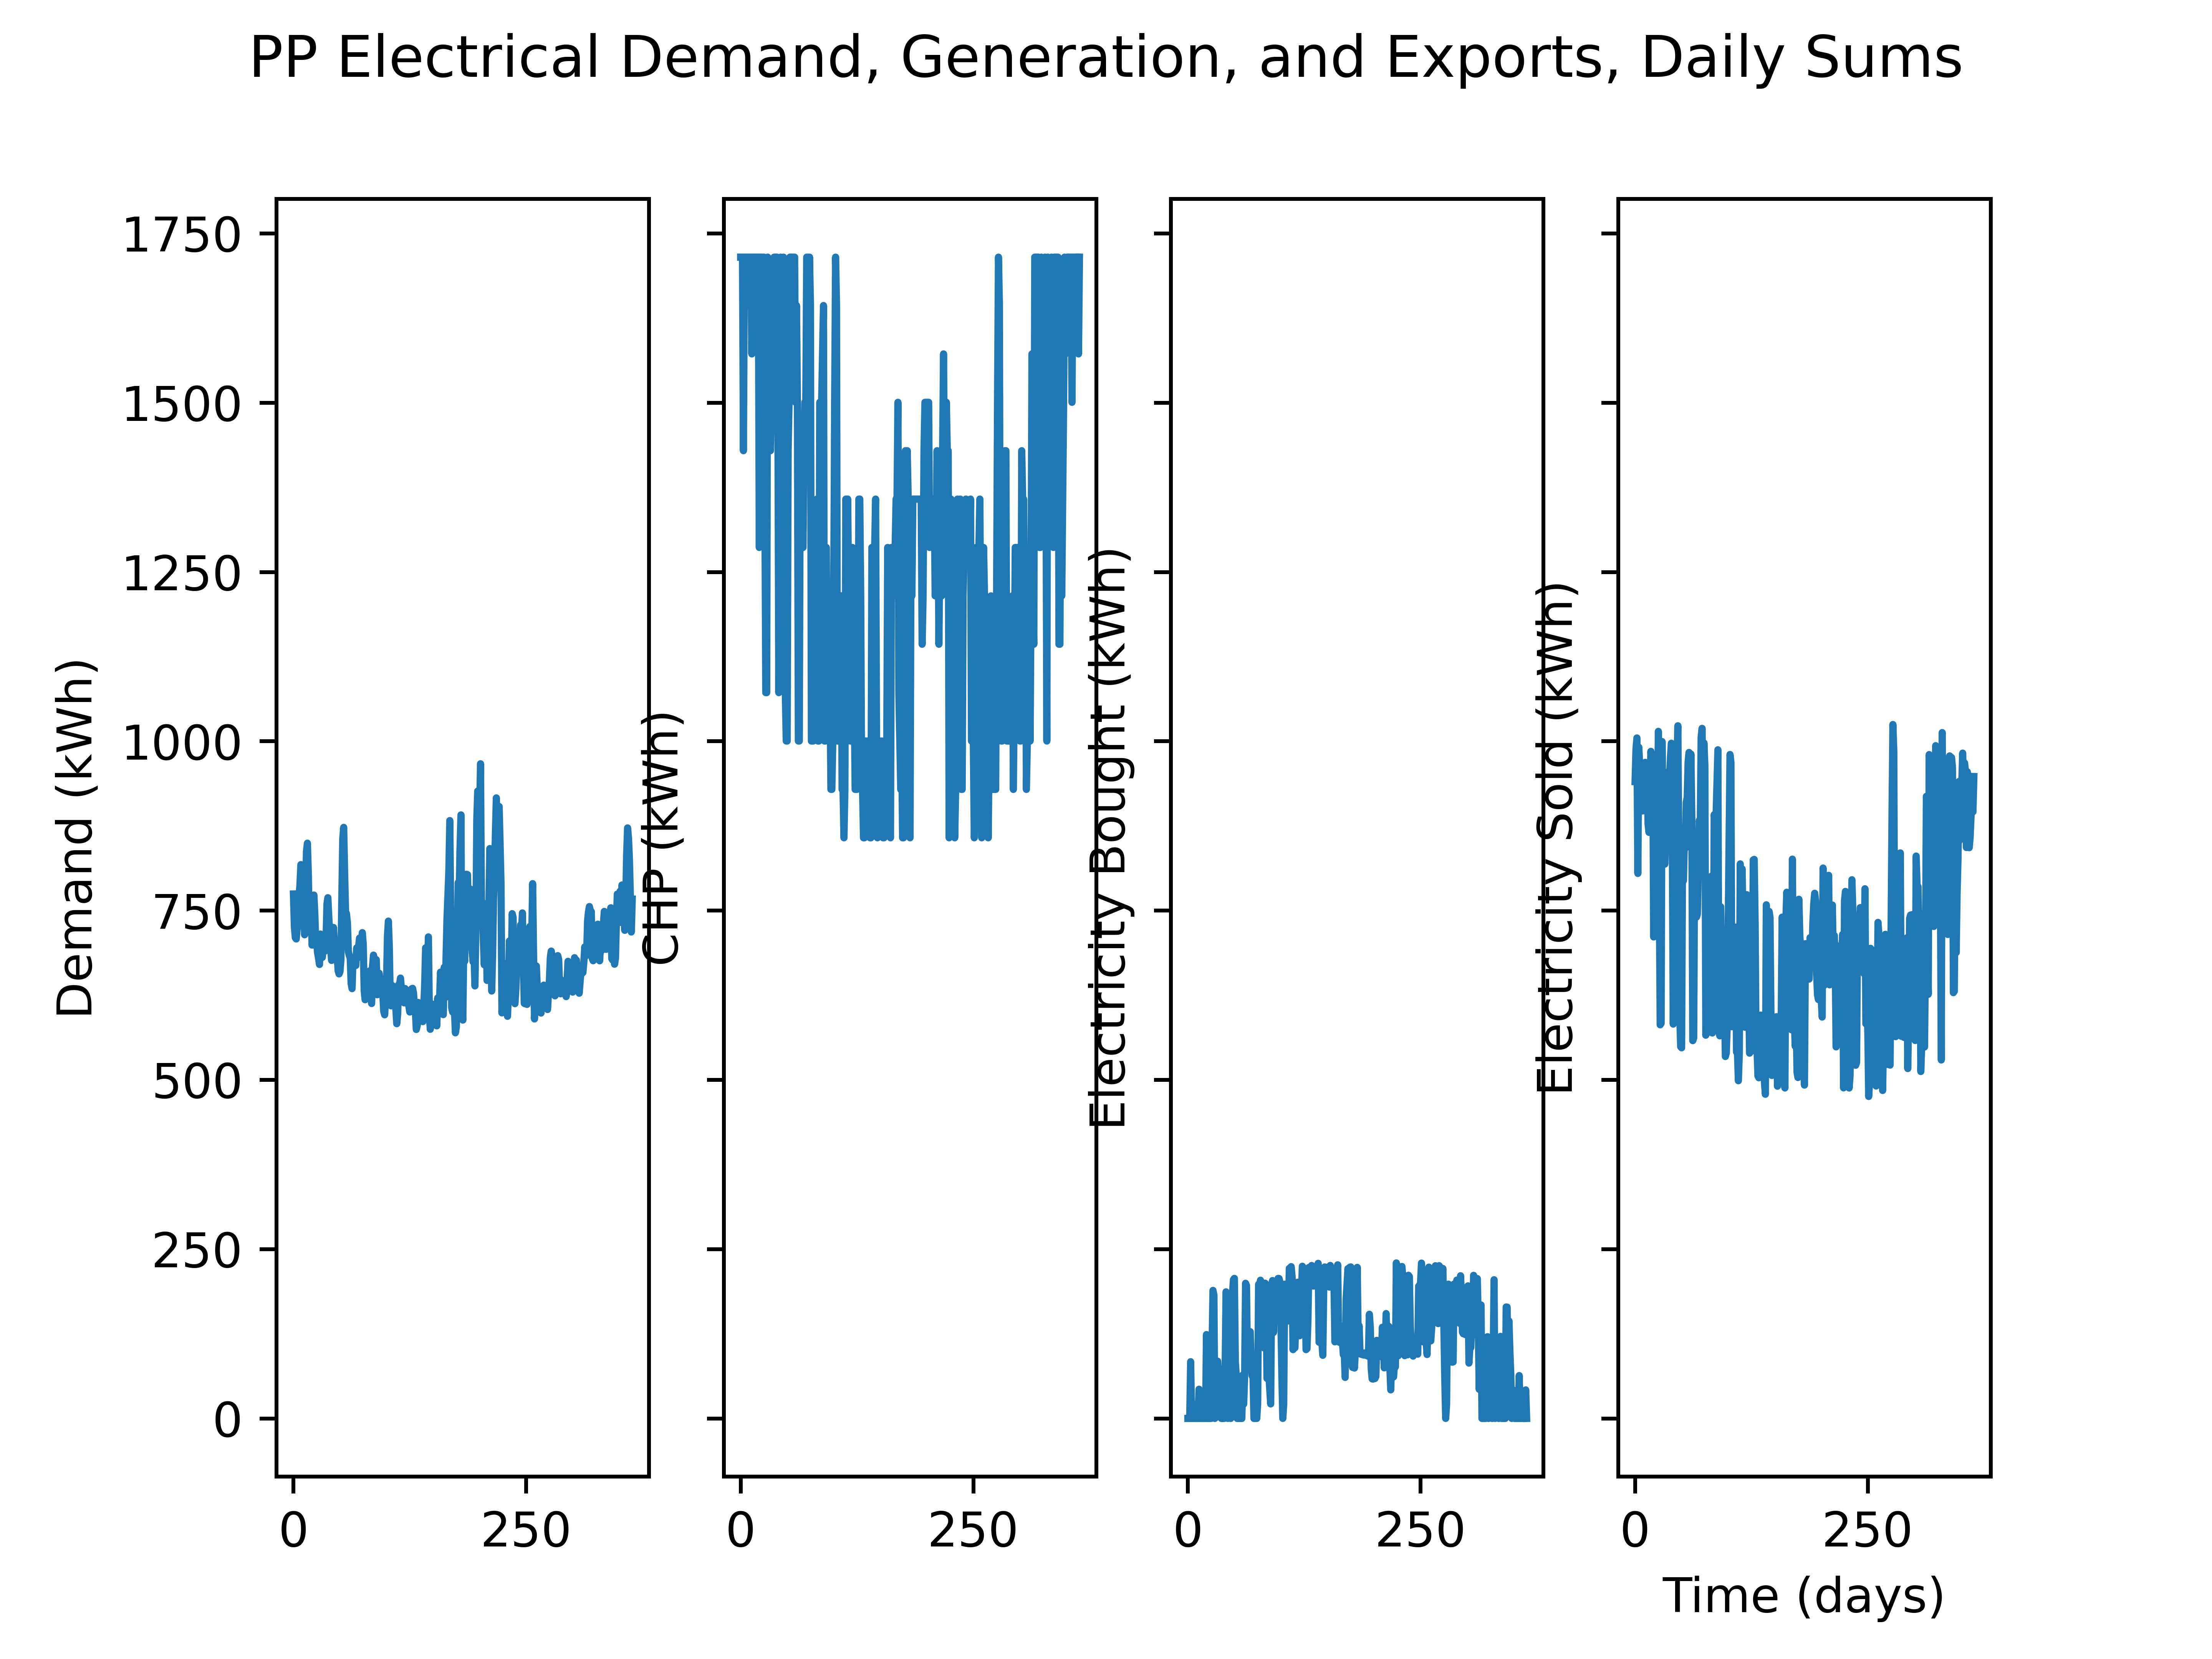 PP Electrical Demand, Generation, and Exports, Daily Sums
Demand (kWh)
1750
1500
1250
1000
750
500
250
0
CHP (kWh)
Electricity Bought (kWh)
Electricity Sold (kWh)
0 250
0 250
0 250
0 250
Time (days)